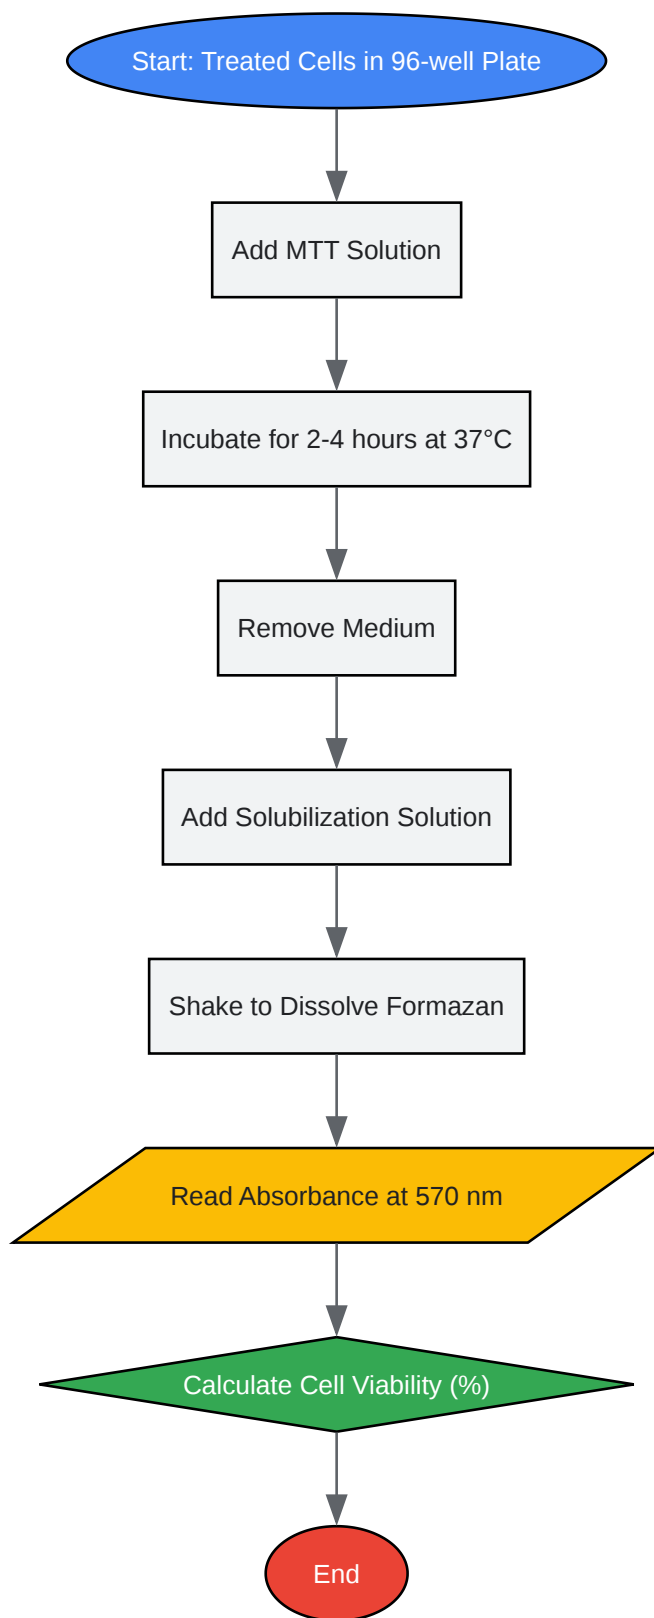 Start: Treated Cells in 96-well Plate
Add MTT Solution
Incubate for 2-4 hours at 37°C
Remove Medium
Add Solubilization Solution
Shake to Dissolve Formazan
Read Absorbance at 570 nm
Calculate Cell Viability (%)
End